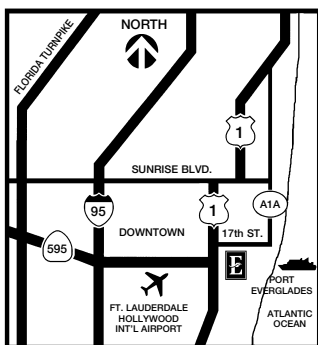 NORTH
FLORIDA TURNPIKE
1
SUNRISE BLVD.
95
1
A1A
DOWNTOWN
17th ST.
595
E
PORT
EVERGLADES
FT. LAUDERDALE
HOLLYWOOD
INT'L AIRPORT
ATLANTIC
OCEAN